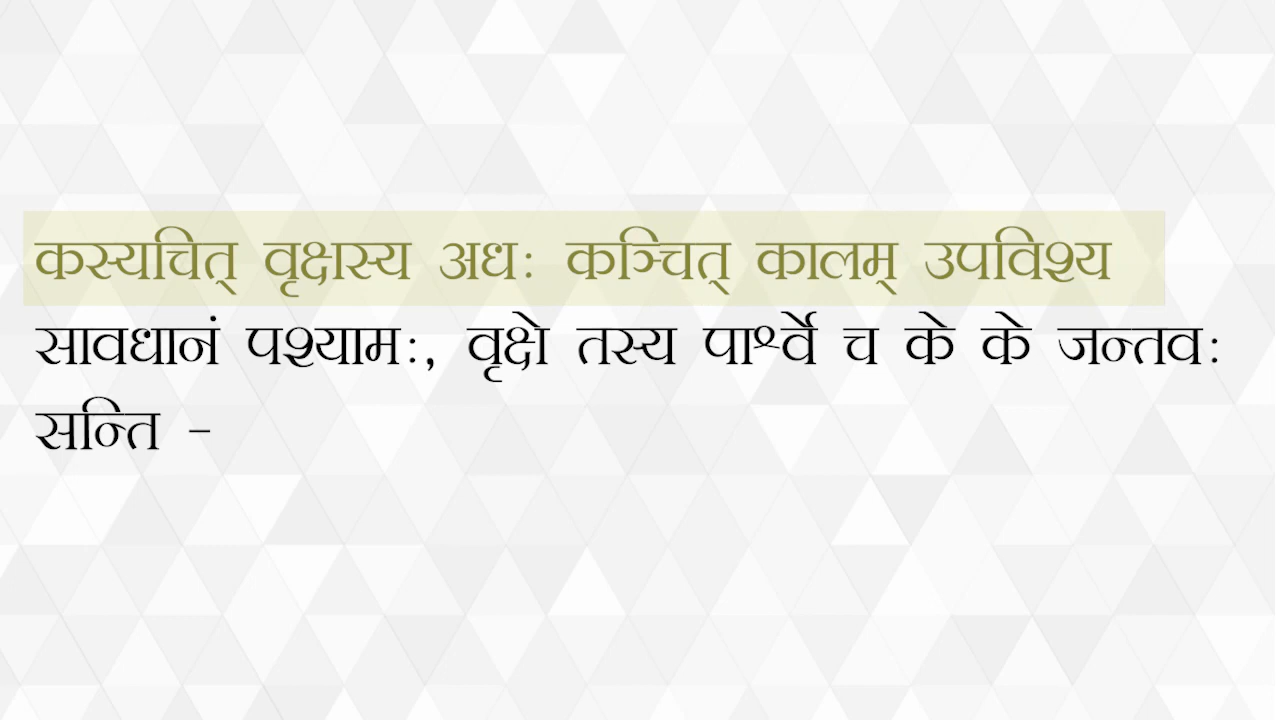 कस्यचित् वृक्षस्य अधः कञ्चित् कालम् उपविश्य
सावधानं पश्यामः, वृक्षे तस्य पार्श्वे च के के जन्तवः
सन्ति -